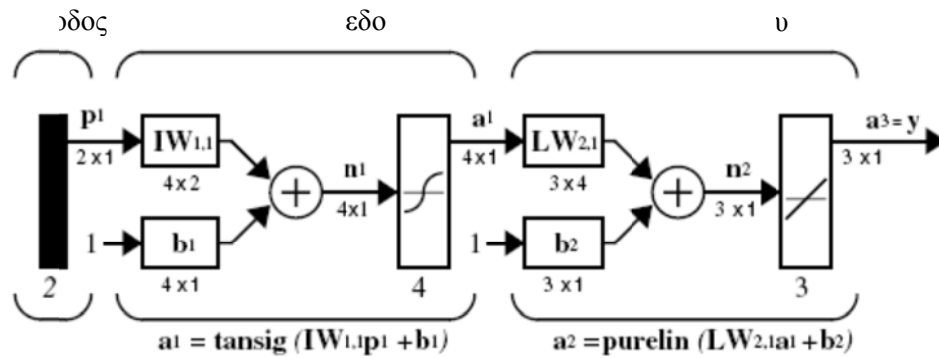 οδος εδο υ
p1 a1 a3 = y
IW1,1 LW2,1
2 x 1 4x1 3 x 1
n1 n2
4 x 2 3 x 4
4x1 3 x 1
1 b1 1 b2
2 4 x 1 4 3 x 1 3
a1 = tansig (IW1,1p1 +b1) a2 =purelin (LW2,1a1 +b2)